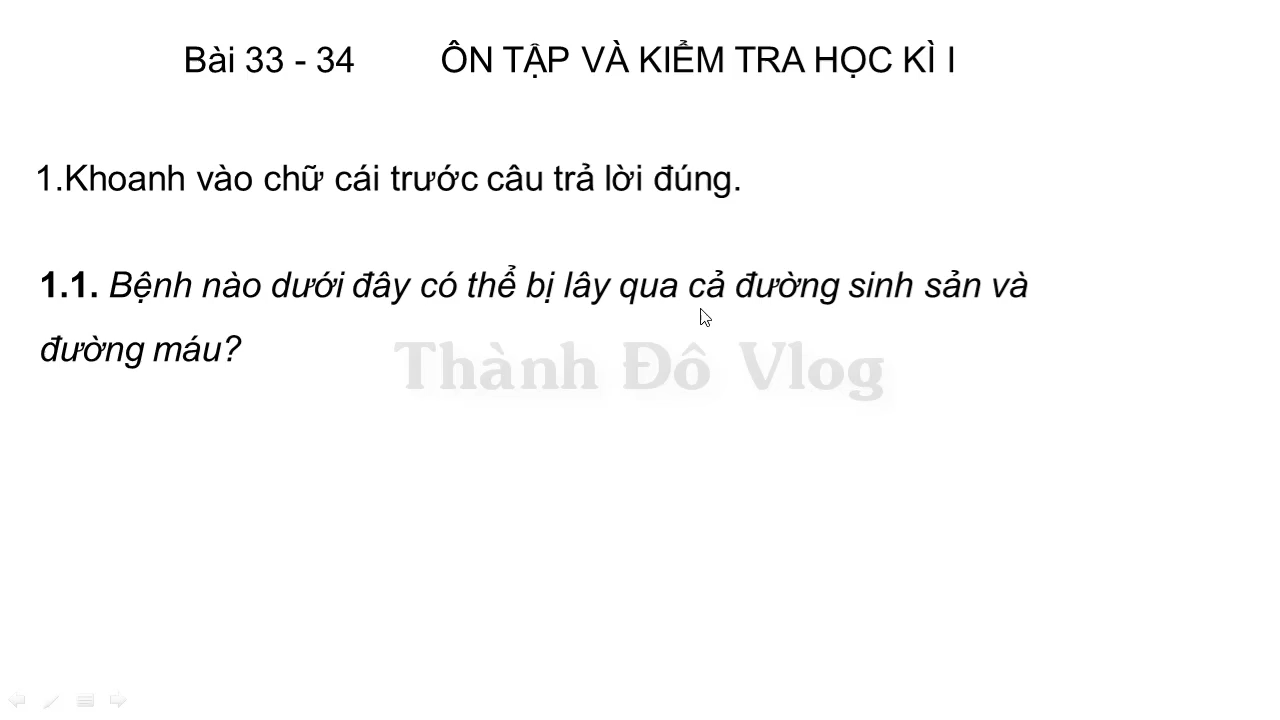 Bài 33 - 34 ÔN TẬP VÀ KIỂM TRA HỌC KÌ I
1.Khoanh vào chữ cái trước câu trả lời đúng.
1.1. Bệnh nào dưới đây có thể bị lây qua cả đường sinh sản và
đường máu?
Thành Đô Vlog